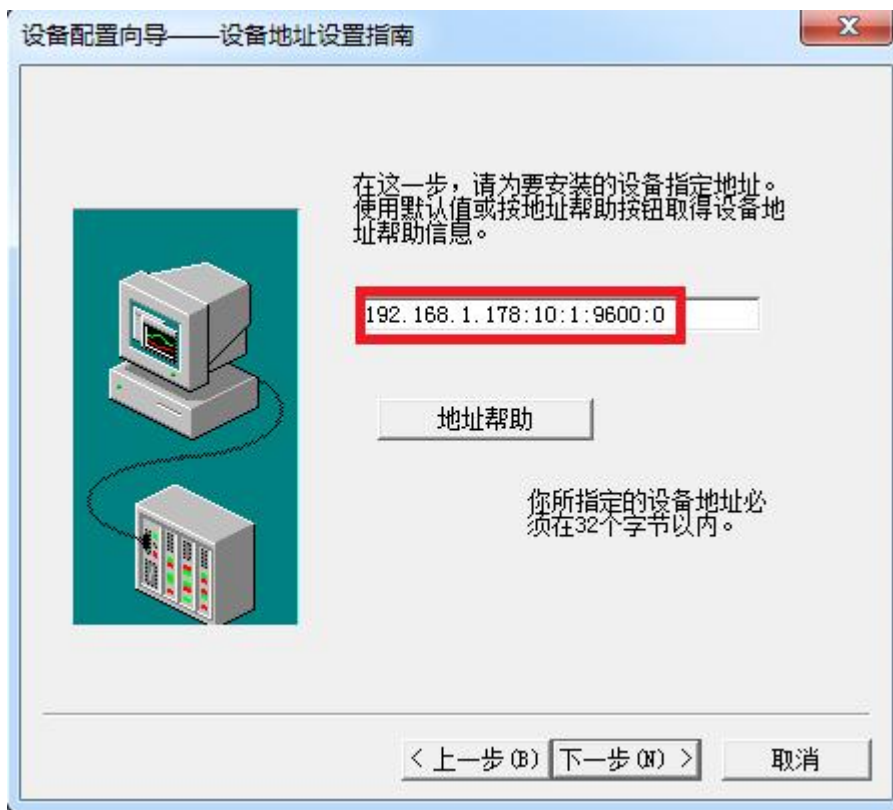 设备配置向导——设备地址设置指南
X
在这一步，请为要安装的设备指定地址。
使用默认值或按地址帮助按钮取得设备地
址帮助信息。
192.168.1.178:10:1:9600:0
地址帮助
你所指定的设备地址必
须在32个字节以内。
< 上一步(B) 下一步(N) > 取消